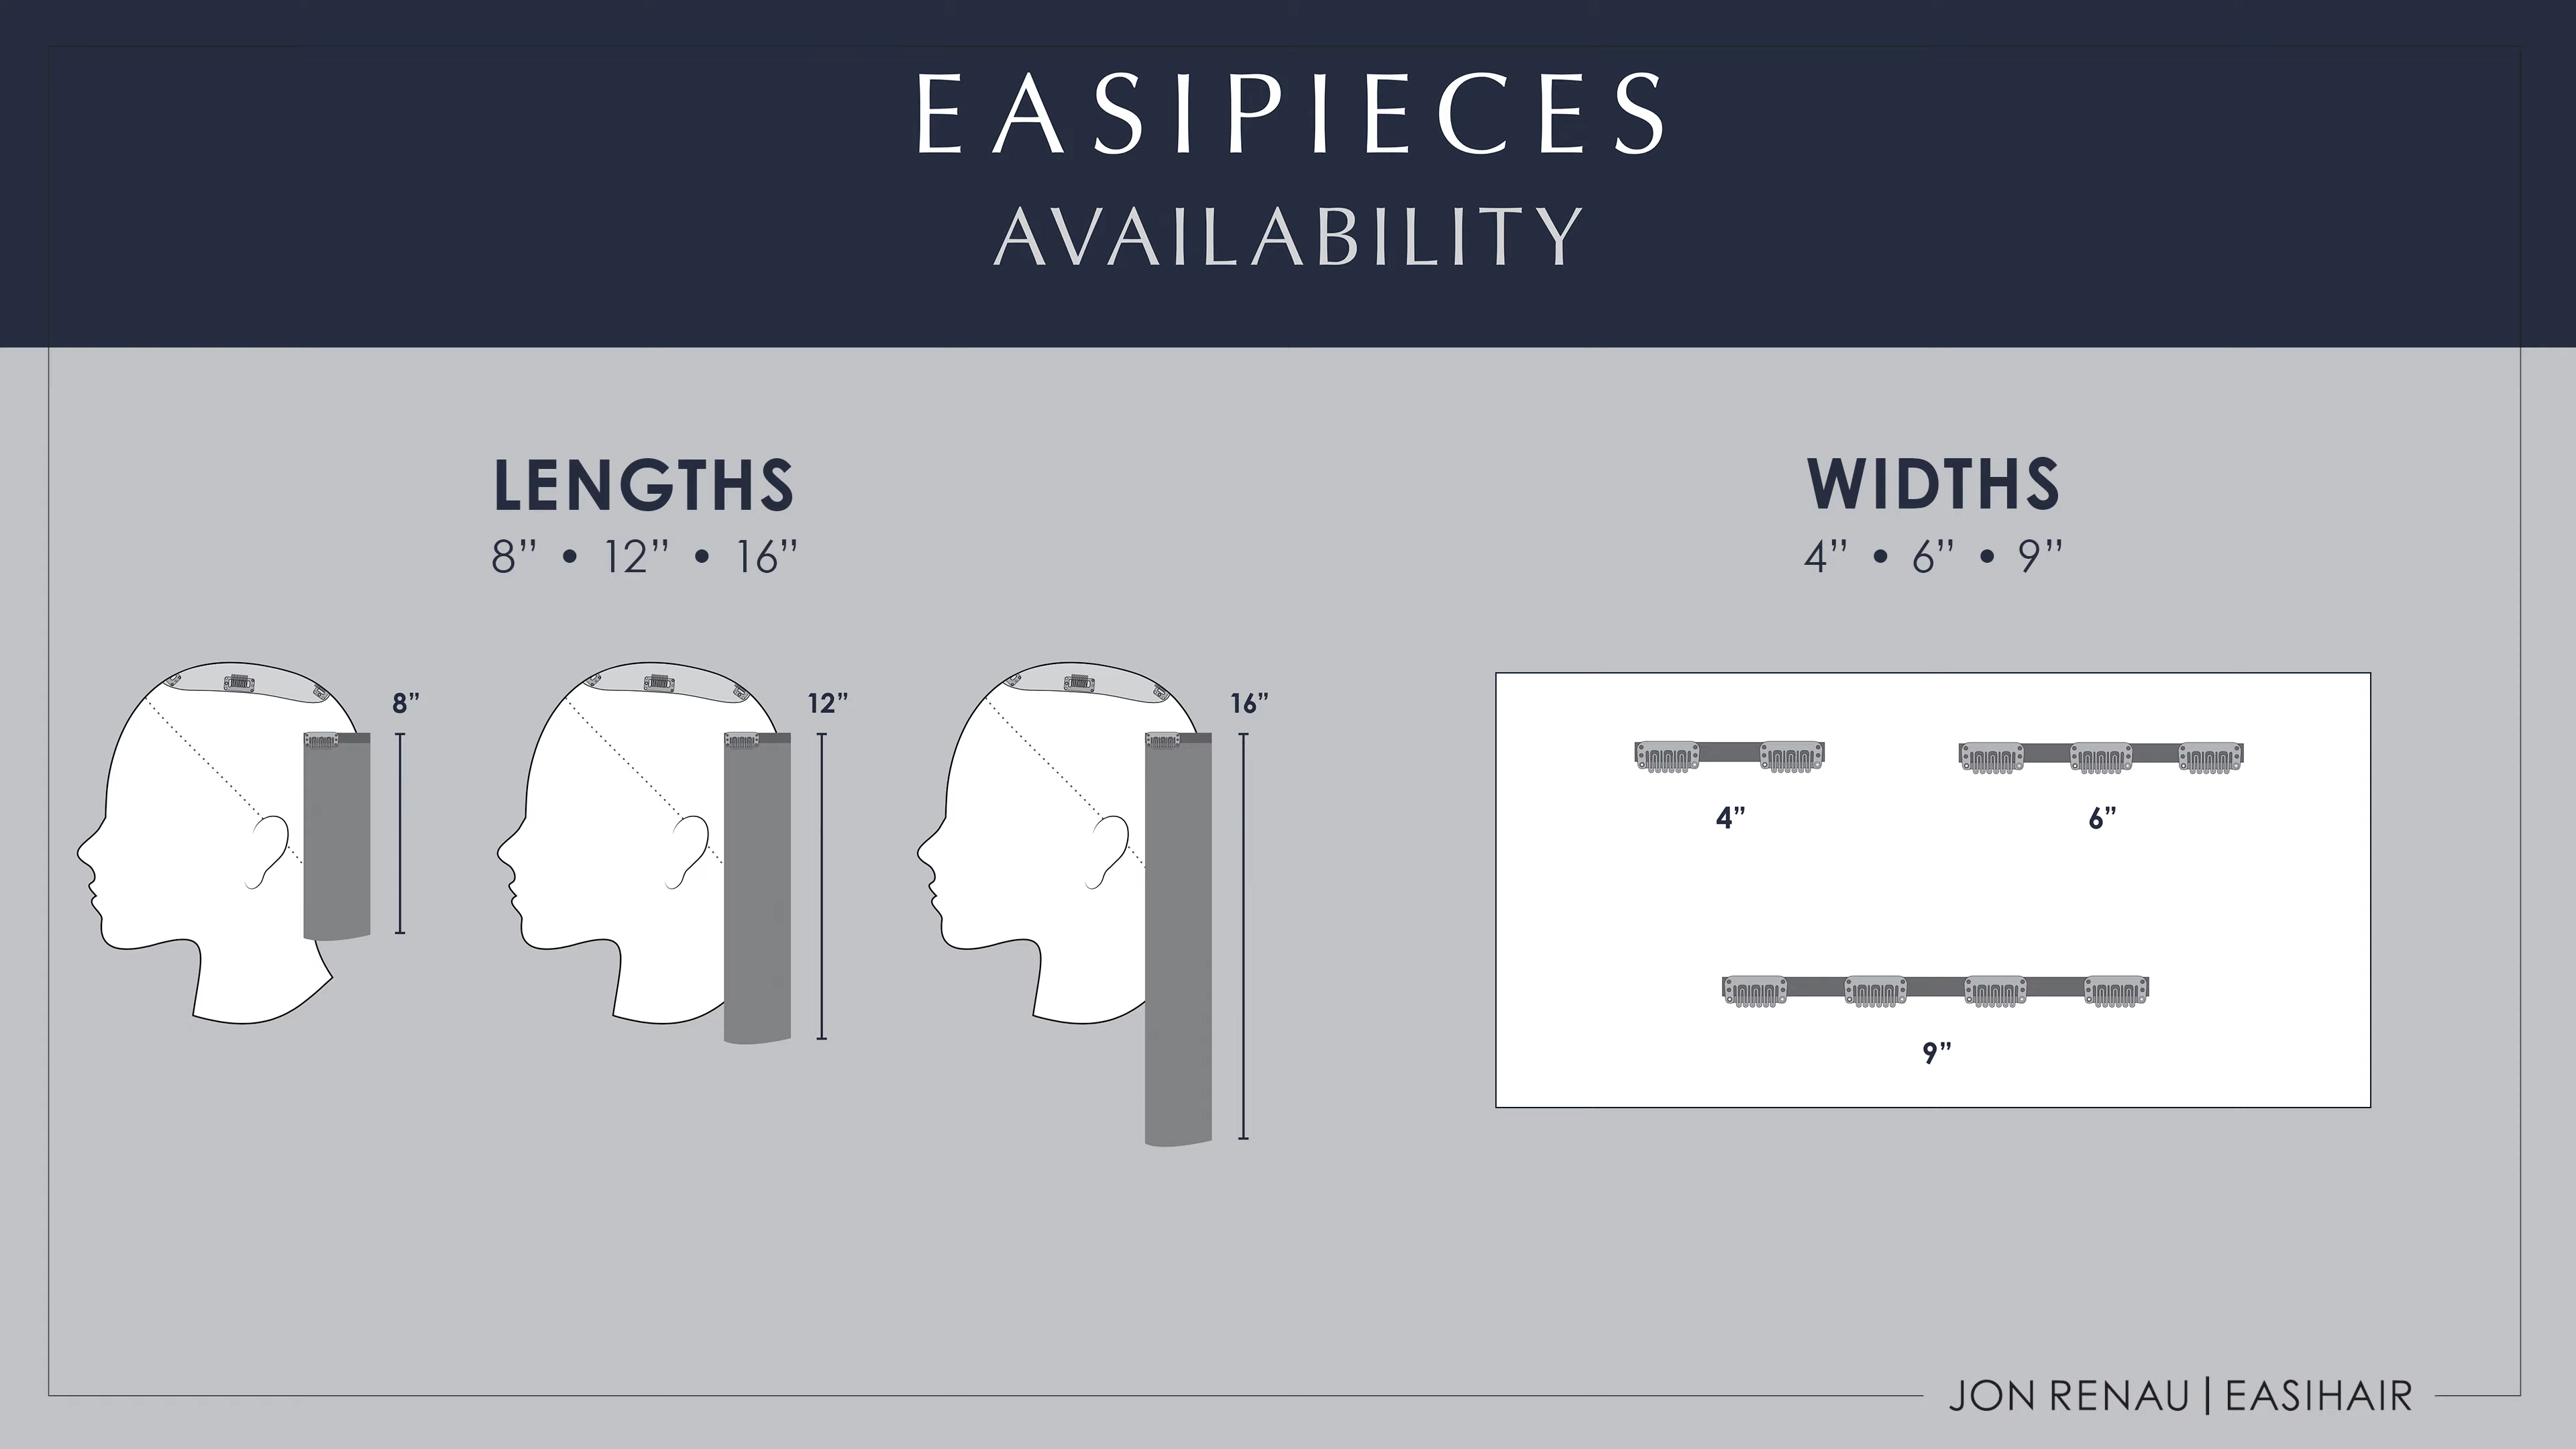 EASIPIECES
AVAILABILITY
LENGTHS
8” • 12” • 16”
WIDTHS
4” • 6” • 9”
8”
12”
16”
4”
6”
9”
JON RENAU | EASIHAIR